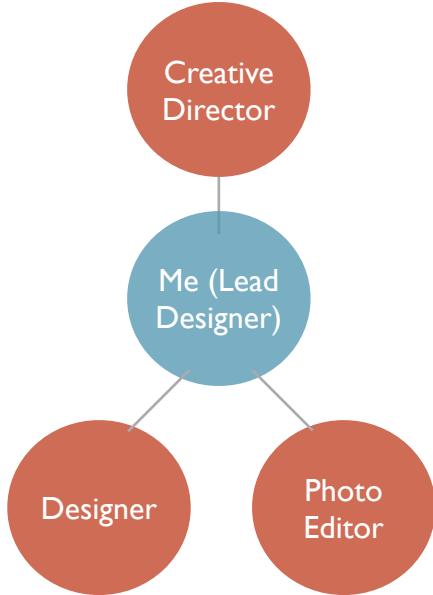 Creative
Director
Me (Lead
Designer)
Designer
Photo
Editor